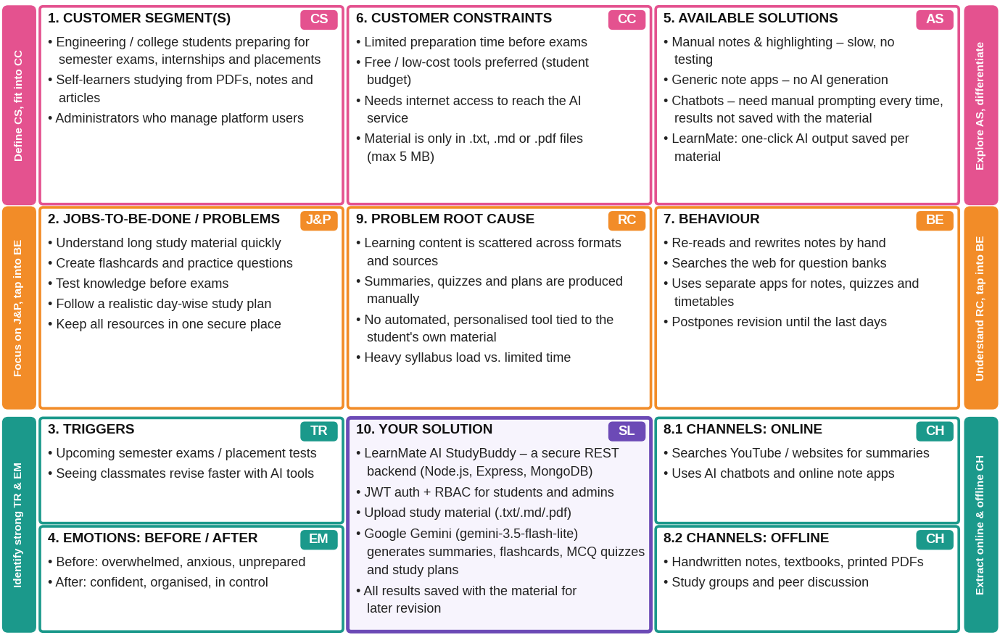 Define CS, fit into CC
1. CUSTOMER SEGMENT(S)
CS
• Engineering / college students preparing for
semester exams, internships and placements
• Self-learners studying from PDFs, notes and
articles
• Administrators who manage platform users
6. CUSTOMER CONSTRAINTS
CC
• Limited preparation time before exams
• Free / low-cost tools preferred (student
budget)
• Needs internet access to reach the AI
service
• Material is only in .txt, .md or .pdf files
(max 5 MB)
5. AVAILABLE SOLUTIONS
AS
• Manual notes & highlighting – slow, no
testing
• Generic note apps – no AI generation
• Chatbots – need manual prompting every time,
results not saved with the material
• LearnMate: one-click AI output saved per
material
Explore AS, differentiate
Focus on J&P, tap into BE
2. JOBS-TO-BE-DONE / PROBLEMS
J&P
• Understand long study material quickly
• Create flashcards and practice questions
• Test knowledge before exams
• Follow a realistic day-wise study plan
• Keep all resources in one secure place
9. PROBLEM ROOT CAUSE
RC
• Learning content is scattered across formats
and sources
• Summaries, quizzes and plans are produced
manually
• No automated, personalised tool tied to the
student's own material
• Heavy syllabus load vs. limited time
7. BEHAVIOUR
BE
• Re-reads and rewrites notes by hand
• Searches the web for question banks
• Uses separate apps for notes, quizzes and
timetables
• Postpones revision until the last days
Understand RC, tap into BE
Identify strong TR & EM
3. TRIGGERS
TR
• Upcoming semester exams / placement tests
• Seeing classmates revise faster with AI tools
4. EMOTIONS: BEFORE / AFTER
EM
• Before: overwhelmed, anxious, unprepared
• After: confident, organised, in control
10. YOUR SOLUTION
SL
• LearnMate AI StudyBuddy – a secure REST
backend (Node.js, Express, MongoDB)
• JWT auth + RBAC for students and admins
• Upload study material (.txt/.md/.pdf)
• Google Gemini (gemini-3.5-flash-lite)
generates summaries, flashcards, MCQ quizzes
and study plans
• All results saved with the material for
later revision
8.1 CHANNELS: ONLINE
CH
• Searches YouTube / websites for summaries
• Uses AI chatbots and online note apps
8.2 CHANNELS: OFFLINE
CH
• Handwritten notes, textbooks, printed PDFs
• Study groups and peer discussion
Extract online & offline CH